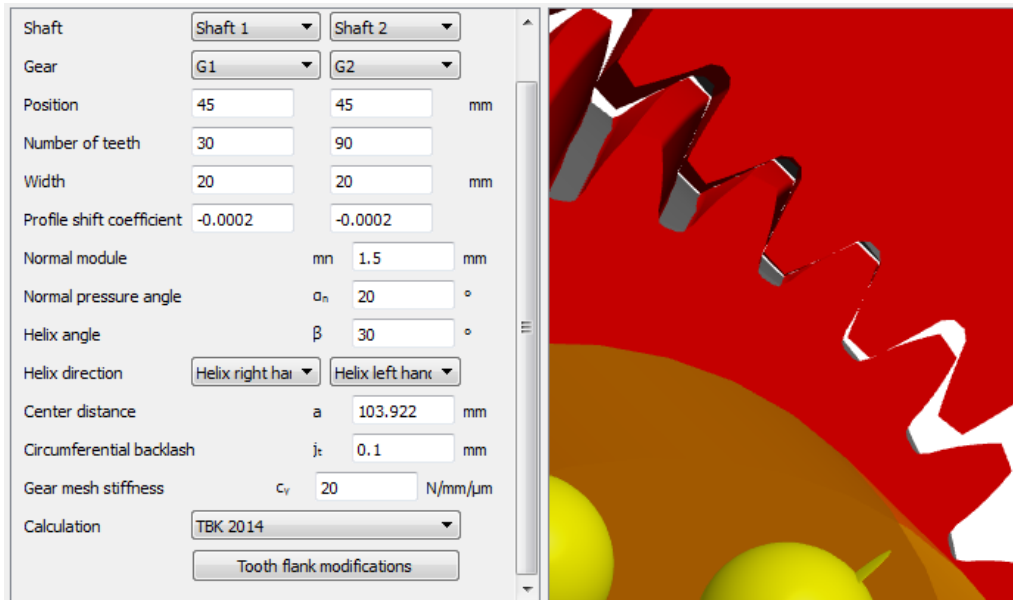 Shaft Shaft 1 Shaft 2
Gear G1 G2
Position 45 45 mm
Number of teeth 30 90
Width 20 20 mm
Profile shift coefficient -0.0002 -0.0002
Normal module mn 1.5 mm
Normal pressure angle αₙ 20 °
Helix angle β 30 °
Helix direction Helix right hai Helix left hand
Center distance a 103.922 mm
Circumferential backlash jₜ 0.1 mm
Gear mesh stiffness cᵧ 20 N/mm/µm
Calculation TBK 2014
Tooth flank modifications